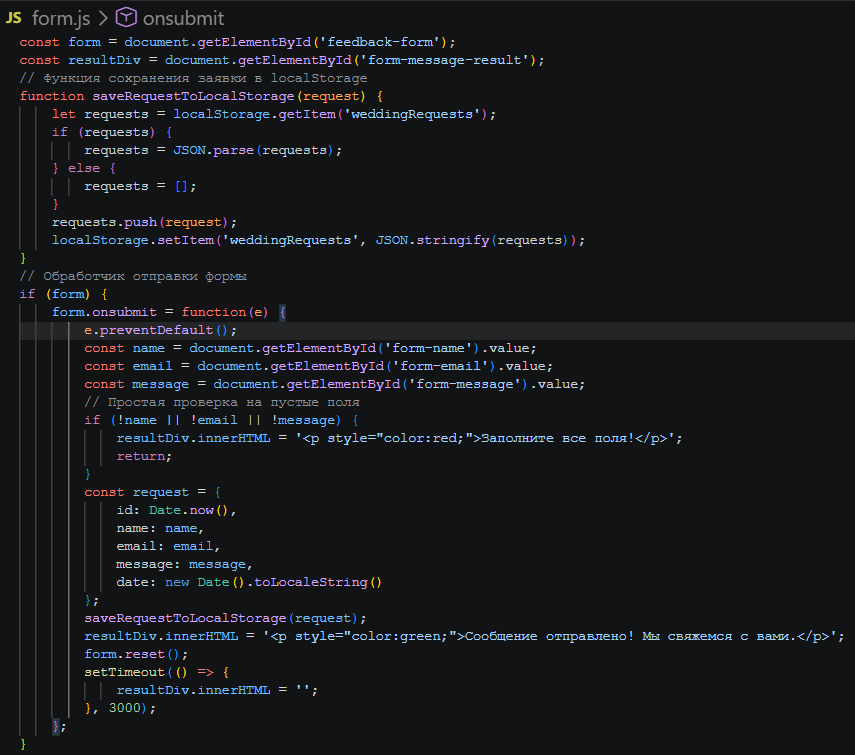 JS form.js > onsubmit
const form = document.getElementById('feedback-form');
const resultDiv = document.getElementById('form-message-result');
// Функция сохранения заявки в localStorage
function saveRequestToLocalStorage(request) {
    let requests = localStorage.getItem('weddingRequests');
    if (requests) {
        requests = JSON.parse(requests);
    } else {
        requests = [];
    }
    requests.push(request);
    localStorage.setItem('weddingRequests', JSON.stringify(requests));
}
// Обработчик отправки формы
if (form) {
    form.onsubmit = function(e) {
        e.preventDefault();
        const name = document.getElementById('form-name').value;
        const email = document.getElementById('form-email').value;
        const message = document.getElementById('form-message').value;
        // Простая проверка на пустые поля
        if (!name || !email || !message) {
            resultDiv.innerHTML = '<p style="color:red;">Заполните все поля!</p>';
            return;
        }
        const request = {
            id: Date.now(),
            name: name,
            email: email,
            message: message,
            date: new Date().toLocaleString()
        };
        saveRequestToLocalStorage(request);
        resultDiv.innerHTML = '<p style="color:green;">Сообщение отправлено! Мы свяжемся с вами.</p>';
        form.reset();
        setTimeout(() => {
            resultDiv.innerHTML = '';
        }, 3000);
    };
}